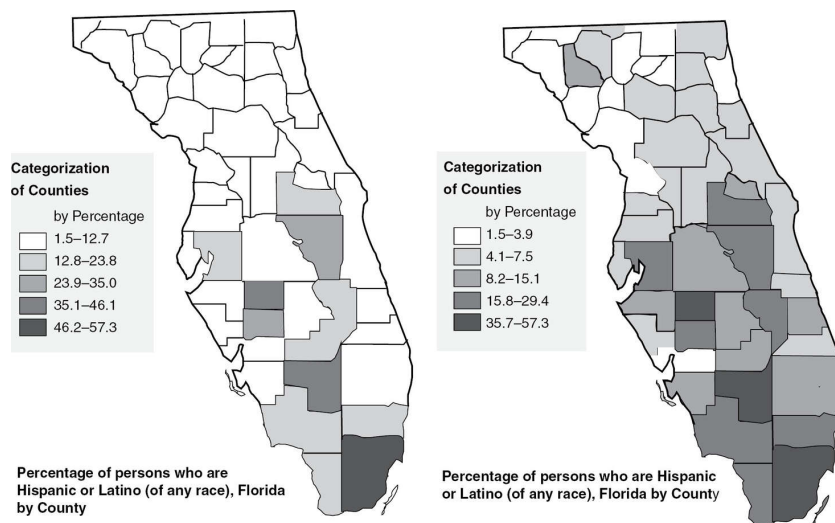 Categorization
of Counties
by Percentage
1.5–12.7
12.8–23.8
23.9–35.0
35.1–46.1
46.2–57.3
Percentage of persons who are
Hispanic or Latino (of any race), Florida
by County
Categorization
of Counties
by Percentage
1.5–3.9
4.1–7.5
8.2–15.1
15.8–29.4
35.7–57.3
Percentage of persons who are Hispanic
or Latino (of any race), Florida by County